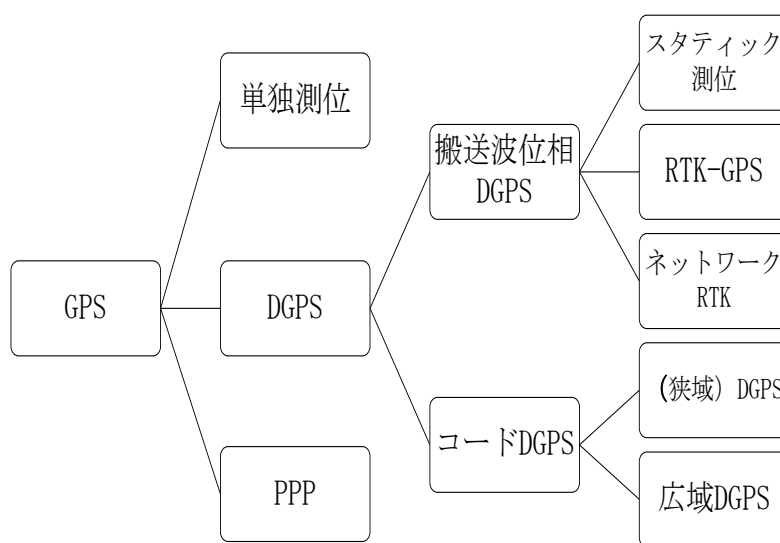 GPS
単独測位
DGPS
PPP
搬送波位相
DGPS
コードDGPS
スタティック
測位
RTK-GPS
ネットワーク
RTK
(狭域) DGPS
広域DGPS